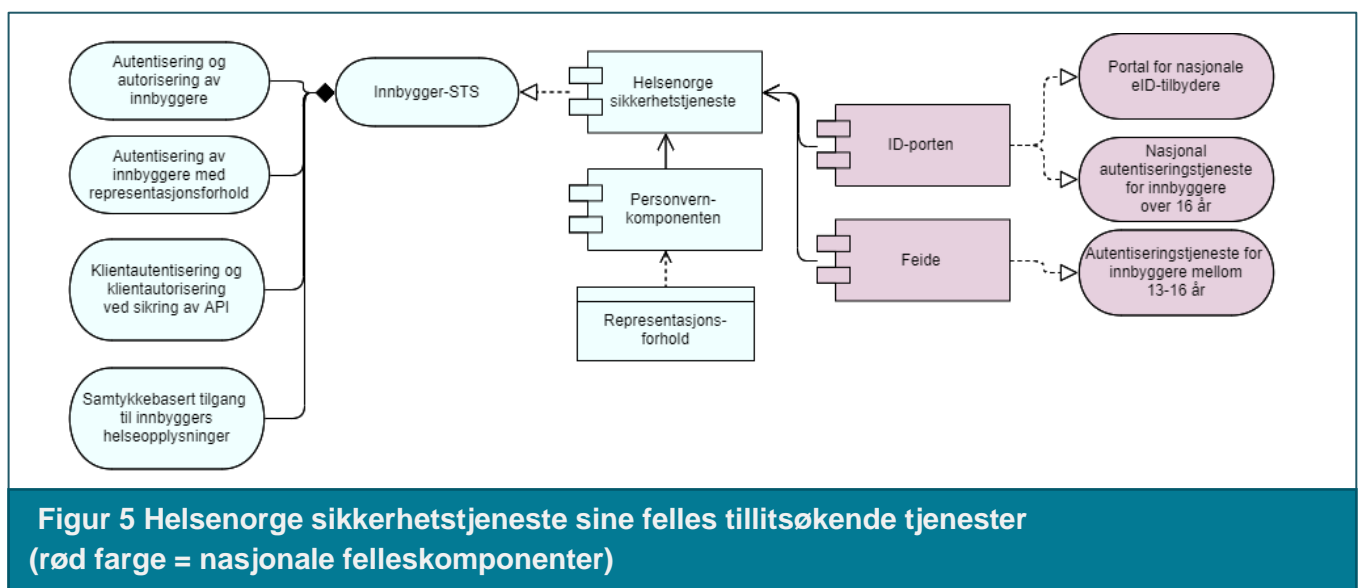 Autentisering og
autorisering av
innbyggere
Autentisering av
innbyggere med
representasjonsforhold
Klientautentisering og
klientautorisering
ved sikring av API
Samtykkebasert tilgang
til innbyggers
helseopplysninger
Innbygger-STS
Helsenorge
sikkerhetstjeneste
Personvern-
komponenten
Representasjons-
forhold
ID-porten
Feide
Portal for nasjonale
eID-tilbydere
Nasjonal
autentiseringstjeneste
for innbyggere
over 16 år
Autentiseringstjeneste for
innbyggere mellom
13-16 år
Figur 5 Helsenorge sikkerhetstjeneste sine felles tillitsøkende tjenester
(rød farge = nasjonale felleskomponenter)